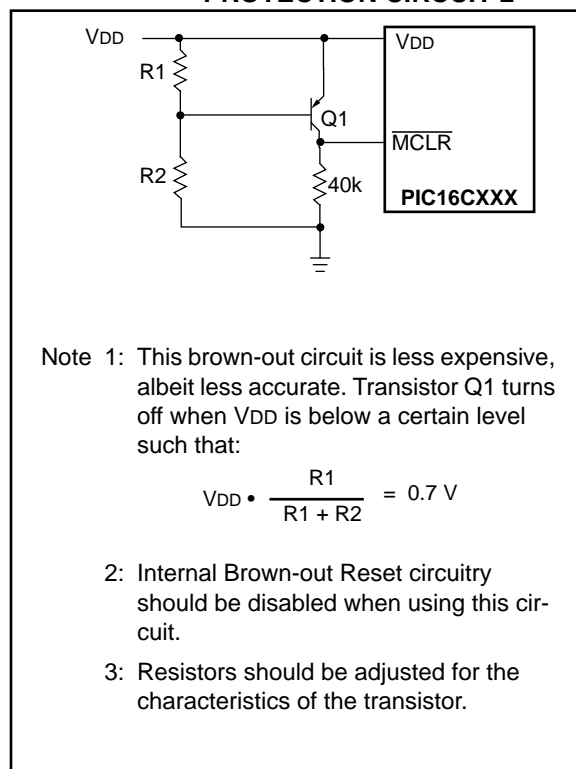 PROTECTION CIRCUIT 2
VDD
VDD
R1
Q1
MCLR
R2
40k
PIC16CXXX
Note 1: This brown-out circuit is less expensive,
albeit less accurate. Transistor Q1 turns
off when VDD is below a certain level
such that:
VDD • R1 / R1 + R2 = 0.7 V
2: Internal Brown-out Reset circuitry
should be disabled when using this cir-
cuit.
3: Resistors should be adjusted for the
characteristics of the transistor.